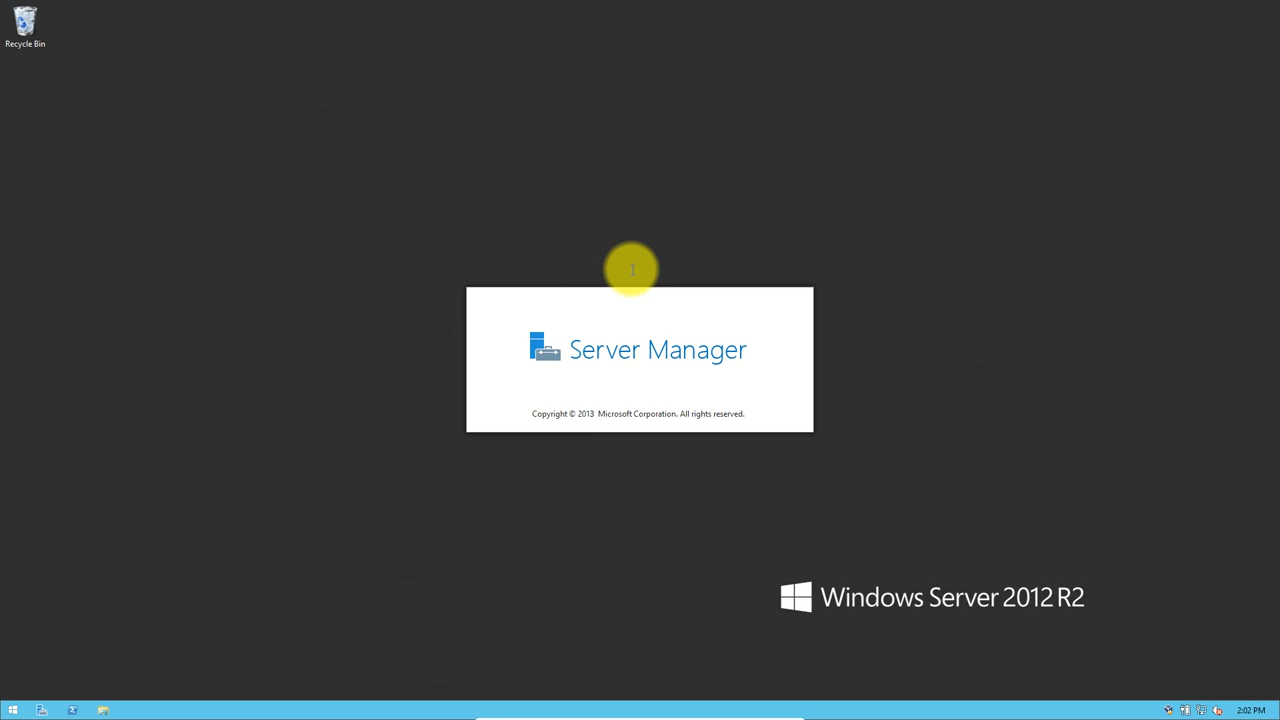 Recycle Bin
Server Manager
Copyright © 2013 Microsoft Corporation. All rights reserved.
Windows Server 2012 R2
2:02 PM